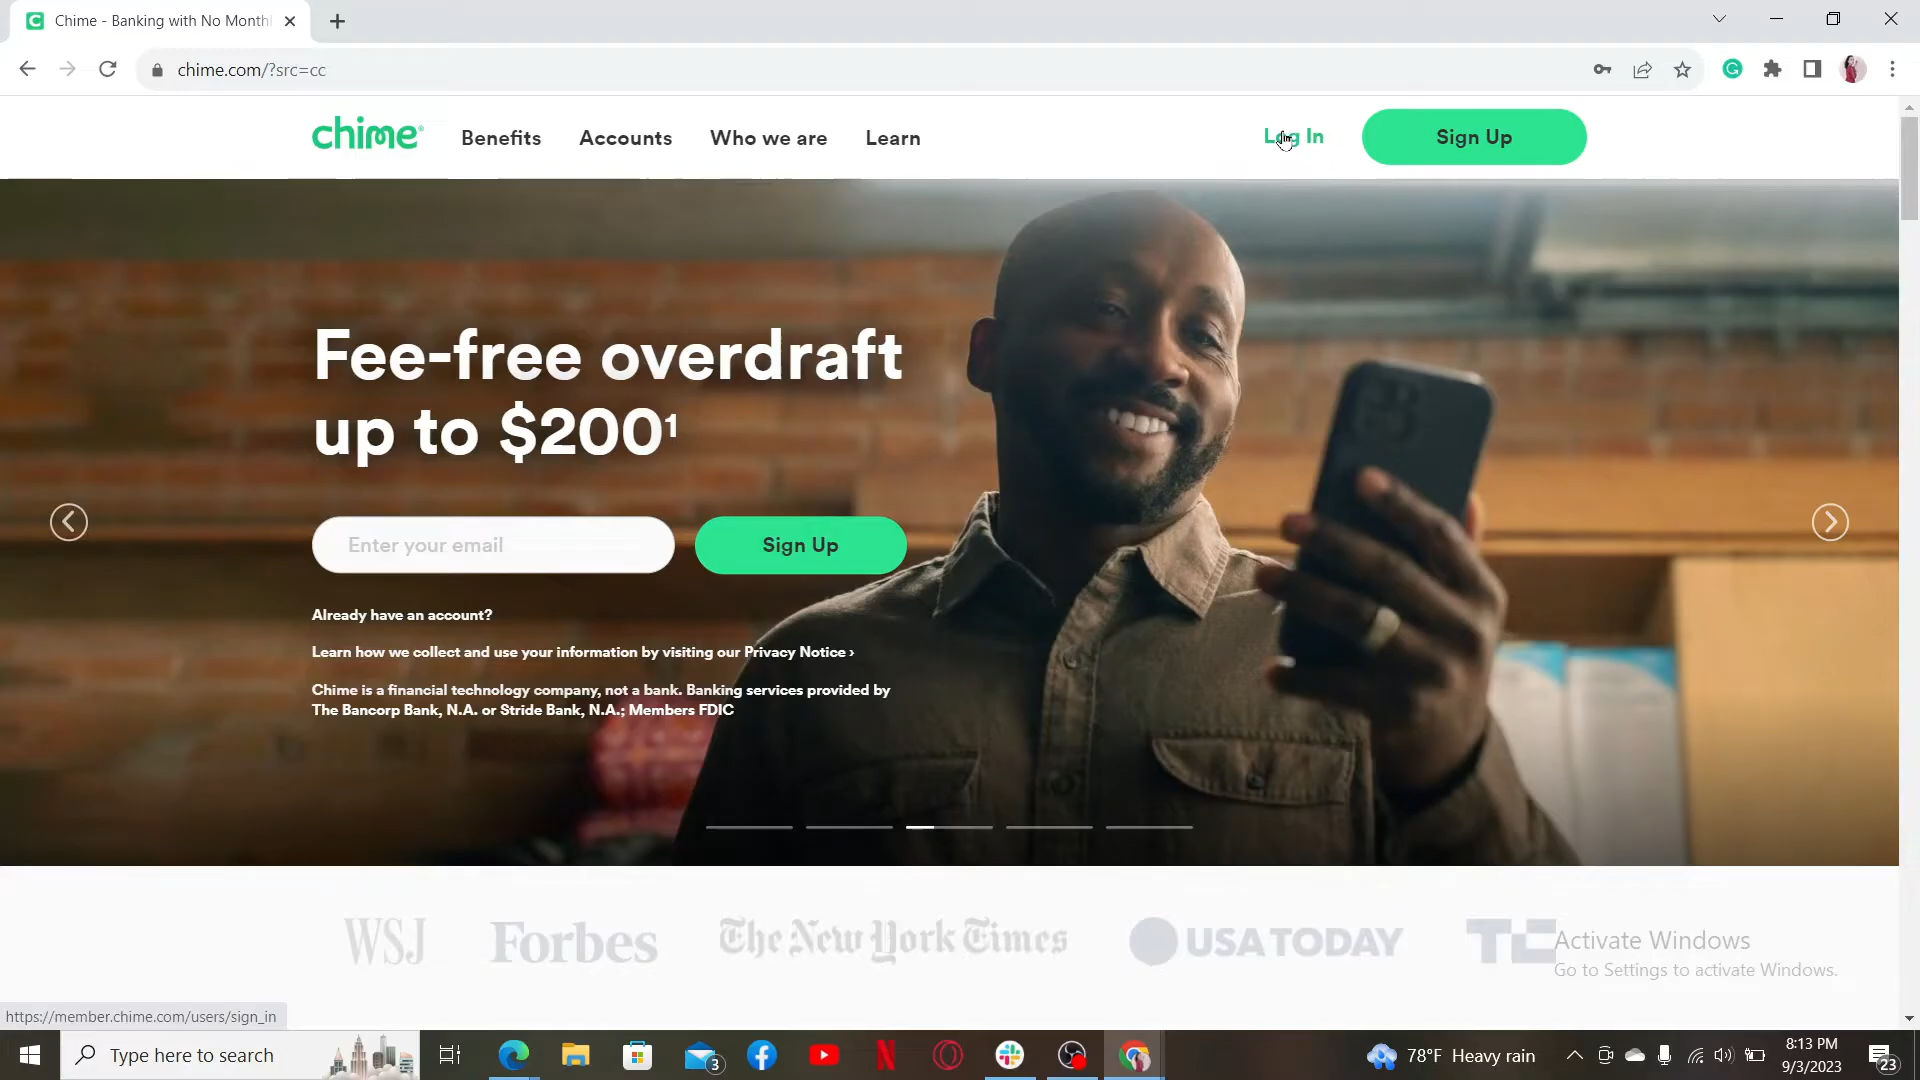 Chime - Banking with No Monthl
chime.com/?src=cc
chime
Benefits
Accounts
Who we are
Learn
Log In
Sign Up
Fee-free overdraft
up to $200¹
Enter your email
Sign Up
Already have an account?
Learn how we collect and use your information by visiting our Privacy Notice ›
Chime is a financial technology company, not a bank. Banking services provided by
The Bancorp Bank, N.A. or Stride Bank, N.A.; Members FDIC
WSJ
Forbes
The New York Times
USA TODAY
TC
Activate Windows
Go to Settings to activate Windows.
https://member.chime.com/users/sign_in
Type here to search
3
78°F Heavy rain
8:13 PM
9/3/2023
23